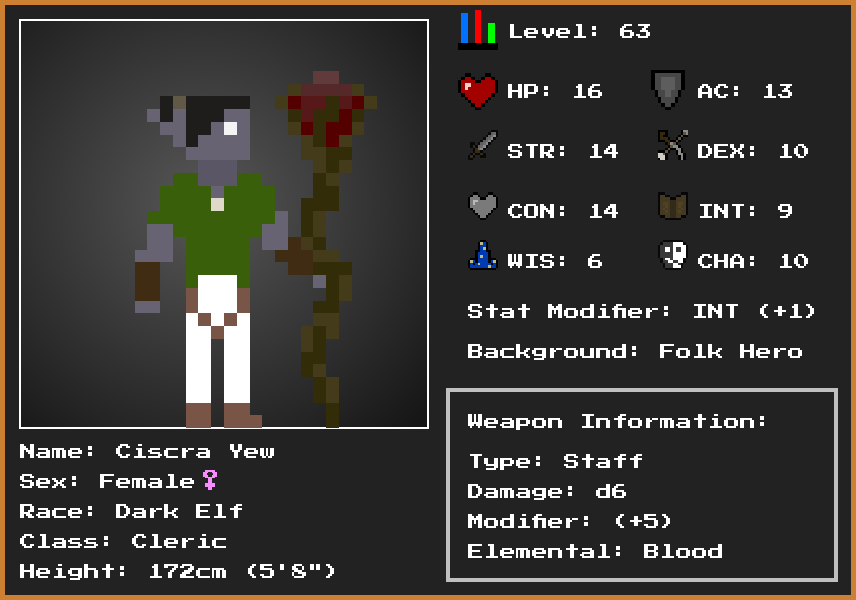 Level: 63
HP: 16
AC: 13
STR: 14
DEX: 10
CON: 14
INT: 9
WIS: 6
CHA: 10
Stat Modifier: INT (+1)
Background: Folk Hero
Weapon Information:
Type: Staff
Damage: d6
Modifier: (+5)
Elemental: Blood
Name: Ciscra Yew
Sex: Female♀
Race: Dark Elf
Class: Cleric
Height: 172cm (5'8")